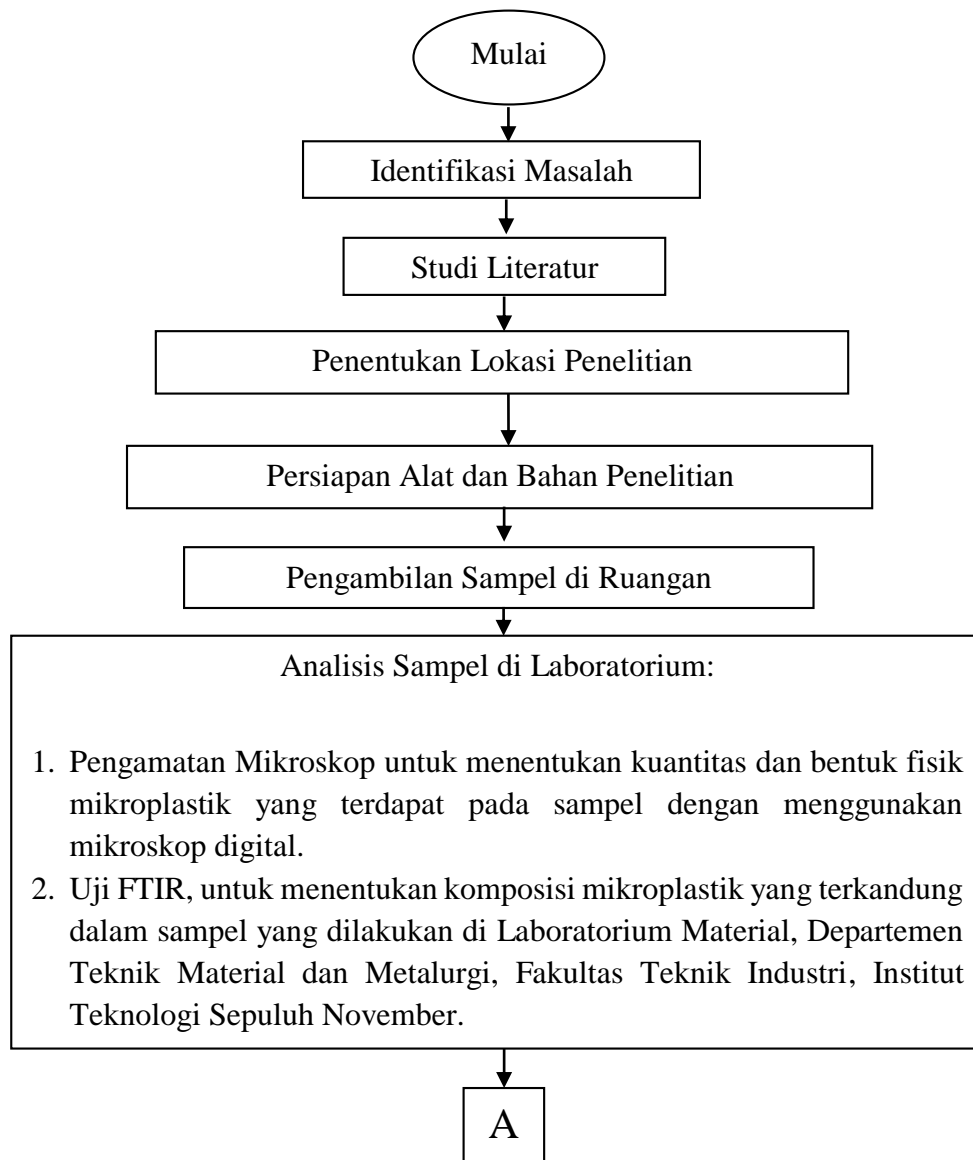 Mulai
Identifikasi Masalah
Studi Literatur
Penentukan Lokasi Penelitian
Persiapan Alat dan Bahan Penelitian
Pengambilan Sampel di Ruangan
Analisis Sampel di Laboratorium:
1. Pengamatan Mikroskop untuk menentukan kuantitas dan bentuk fisik
mikroplastik yang terdapat pada sampel dengan menggunakan
mikroskop digital.
2. Uji FTIR, untuk menentukan komposisi mikroplastik yang terkandung
dalam sampel yang dilakukan di Laboratorium Material, Departemen
Teknik Material dan Metalurgi, Fakultas Teknik Industri, Institut
Teknologi Sepuluh November.
A